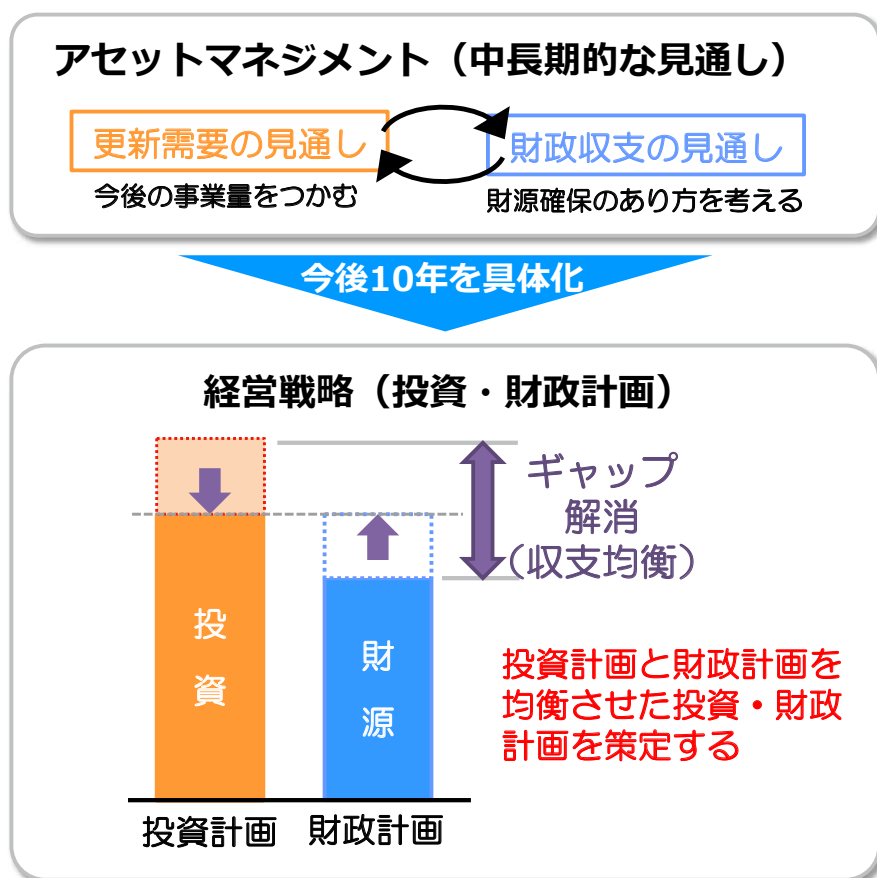 アセットマネジメント（中長期的な見通し）
更新需要の見通し
財政収支の見通し
今後の事業量をつかむ
財源確保のあり方を考える
今後10年を具体化
経営戦略（投資・財政計画）
ギャップ
解消
（収支均衡）
投
資
財
源
投資計画と財政計画を
均衡させた投資・財政
計画を策定する
投資計画
財政計画